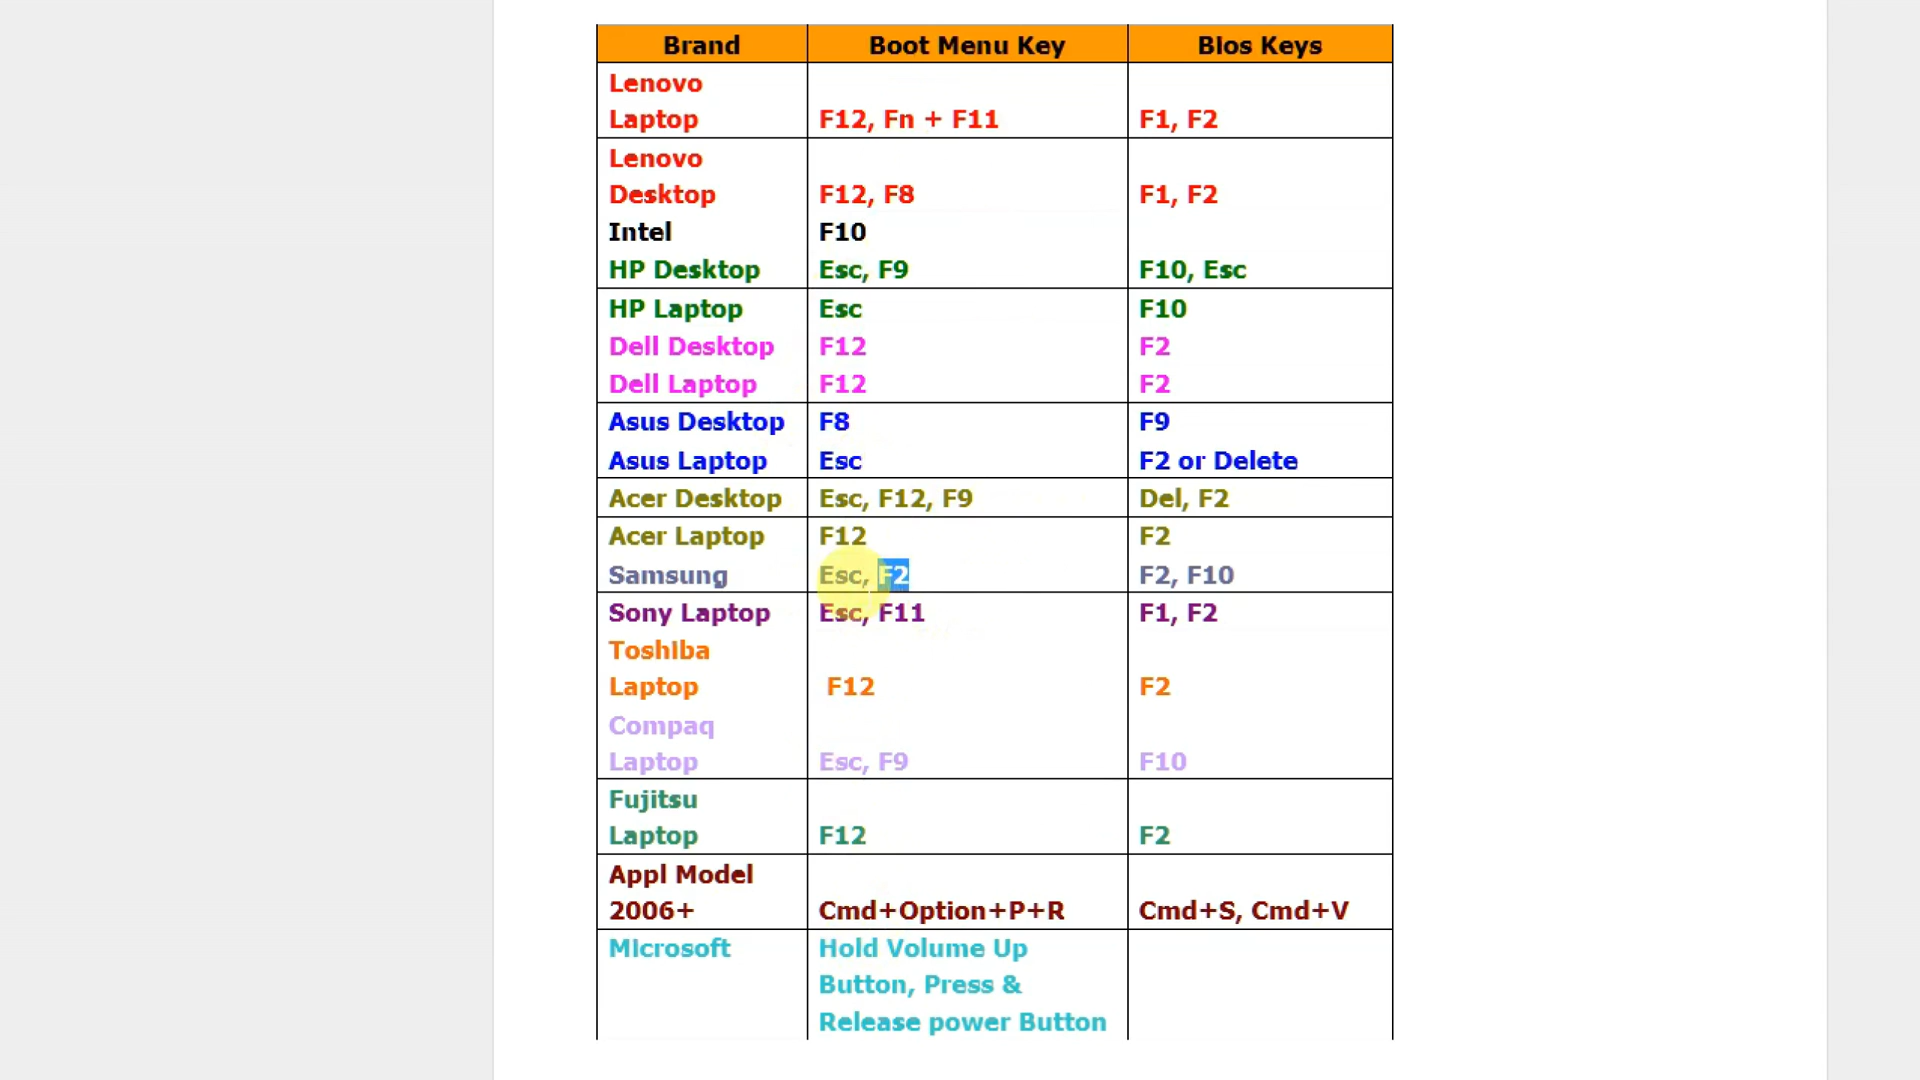 Brand Boot Menu Key Bios Keys
Lenovo
Laptop F12, Fn + F11 F1, F2
Lenovo
Desktop F12, F8 F1, F2
Intel F10
HP Desktop Esc, F9 F10, Esc
HP Laptop Esc F10
Dell Desktop F12 F2
Dell Laptop F12 F2
Asus Desktop F8 F9
Asus Laptop Esc F2 or Delete
Acer Desktop Esc, F12, F9 Del, F2
Acer Laptop F12 F2
Samsung Esc, F2 F2, F10
Sony Laptop Esc, F11 F1, F2
Toshiba
Laptop F12 F2
Compaq
Laptop Esc, F9 F10
Fujitsu
Laptop F12 F2
Appl Model
2006+ Cmd+Option+P+R Cmd+S, Cmd+V
Microsoft Hold Volume Up
Button, Press &
Release power Button